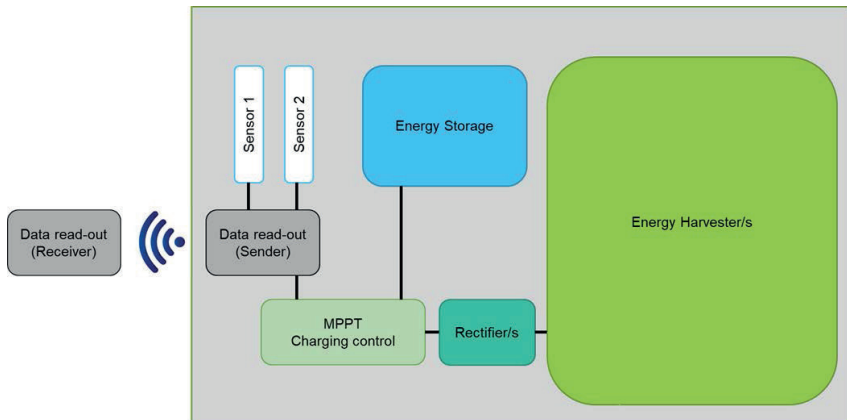 Sensor 1
Sensor 2
Energy Storage
Energy Harvester/s
Data read-out
(Receiver)
Data read-out
(Sender)
MPPT
Charging control
Rectifier/s